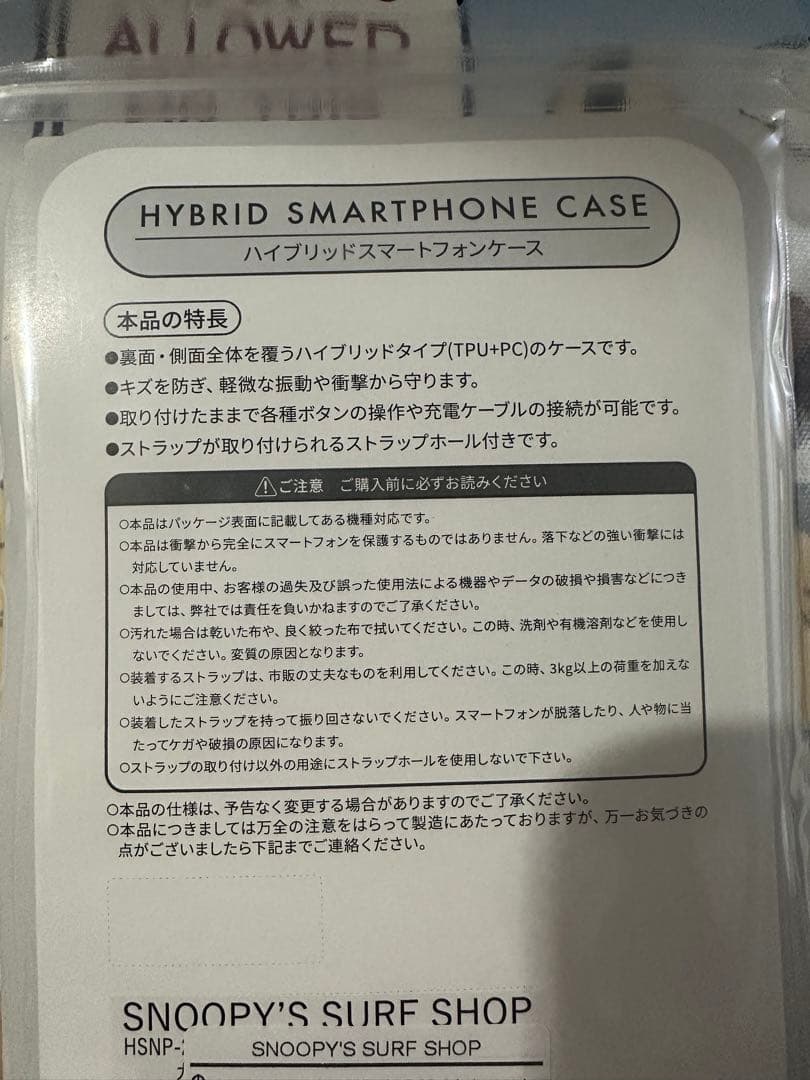 ALLOWED
HYBRID SMARTPHONE CASE
ハイブリッドスマートフォンケース
本品の特長
●裏面・側面全体を覆うハイブリッドタイプ(TPU+PC)のケースです。
●キズを防ぎ、軽微な振動や衝撃から守ります。
●取り付けたままで各種ボタンの操作や充電ケーブルの接続が可能です。
●ストラップが取り付けられるストラップホール付きです。
⚠ご注意　ご購入前に必ずお読みください
○本品はパッケージ表面に記載してある機種対応です。
○本品は衝撃から完全にスマートフォンを保護するものではありません。落下などの強い衝撃には
対応していません。
○本品の使用中、お客様の過失及び誤った使用法による機器やデータの破損や損害などにつき
ましては、弊社では責任を負いかねますのでご了承ください。
○汚れた場合は乾いた布や、良く絞った布で拭いてください。この時、洗剤や有機溶剤などを使用し
ないでください。変質の原因となります。
○装着するストラップは、市販の丈夫なものを利用してください。この時、3kg以上の荷重を加えな
いようにご注意ください。
○装着したストラップを持って振り回さないでください。スマートフォンが脱落したり、人や物に当
たってケガや破損の原因になります。
○ストラップの取り付け以外の用途にストラップホールを使用しないで下さい。
○本品の仕様は、予告なく変更する場合がありますのでご了承ください。
○本品につきましては万全の注意をはらって製造にあたっておりますが、万一お気づきの
点がございましたら下記までご連絡ください。
SNOOPY'S SURF SHOP
HSNP-
SNOOPY'S SURF SHOP